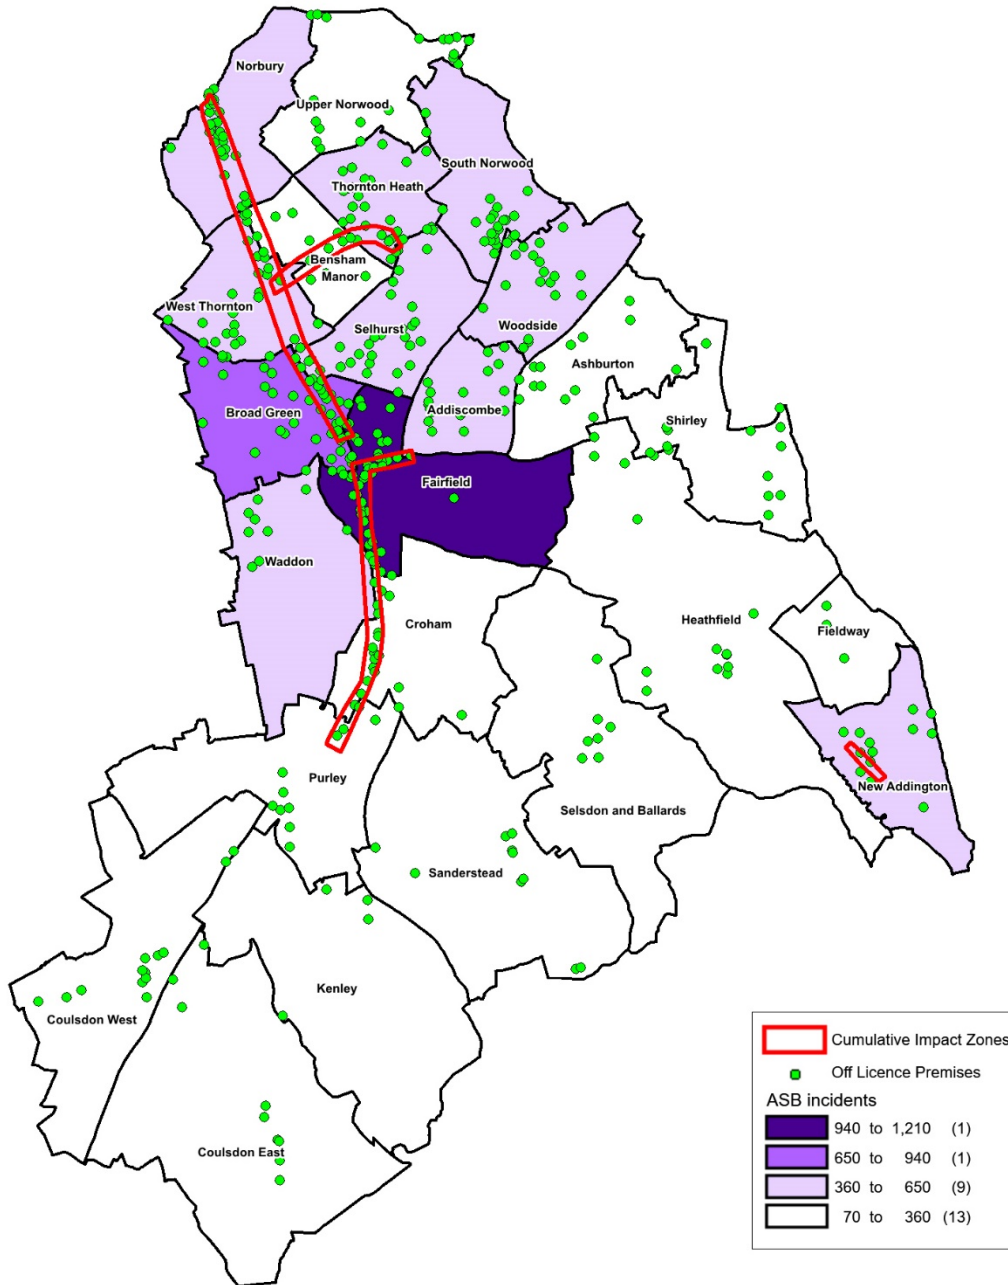 Norbury
Upper Norwood
South Norwood
Thornton Heath
Bensham
Manor
West Thornton
Selhurst
Woodside
Ashburton
Broad Green
Addiscombe
Shirley
Fairfield
Waddon
Croham
Heathfield
Fieldway
Purley
New Addington
Selsdon and Ballards
Sanderstead
Kenley
Coulsdon West
Coulsdon East
Cumulative Impact Zones
Off Licence Premises
ASB incidents
940 to 1,210 (1)
650 to 940 (1)
360 to 650 (9)
70 to 360 (13)